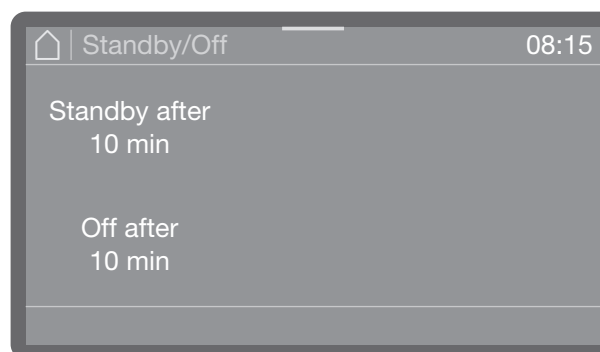 Standby/Off 08:15
Standby after
10 min
Off after
10 min